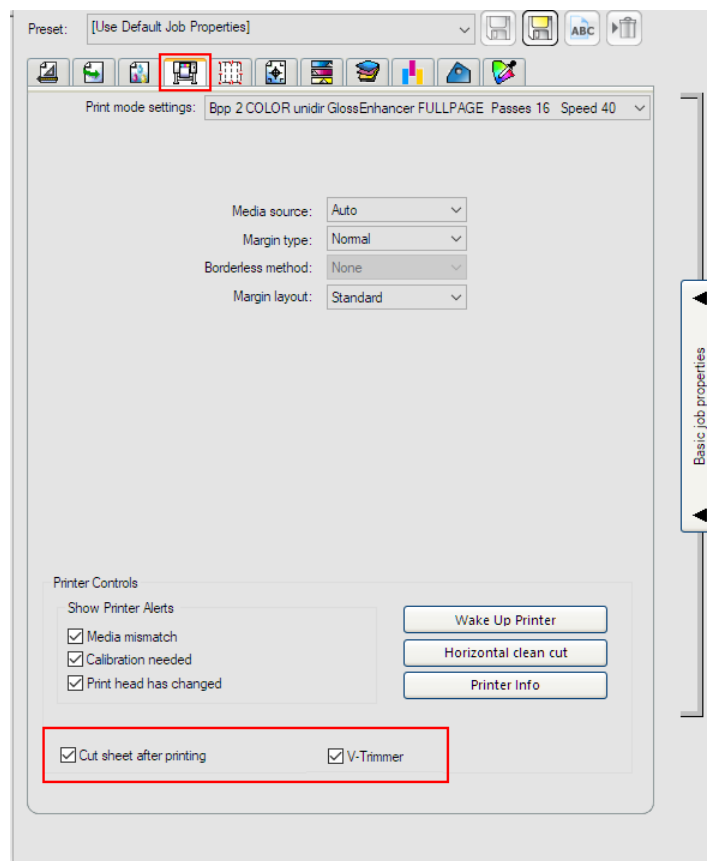 Preset: [Use Default Job Properties]
ABC
Print mode settings: Bpp 2 COLOR unidir GlossEnhancer FULLPAGE Passes 16 Speed 40
Media source: Auto
Margin type: Normal
Borderless method: None
Margin layout: Standard
Basic job properties
Printer Controls
Show Printer Alerts
Media mismatch
Calibration needed
Print head has changed
Wake Up Printer
Horizontal clean cut
Printer Info
Cut sheet after printing
V-Trimmer